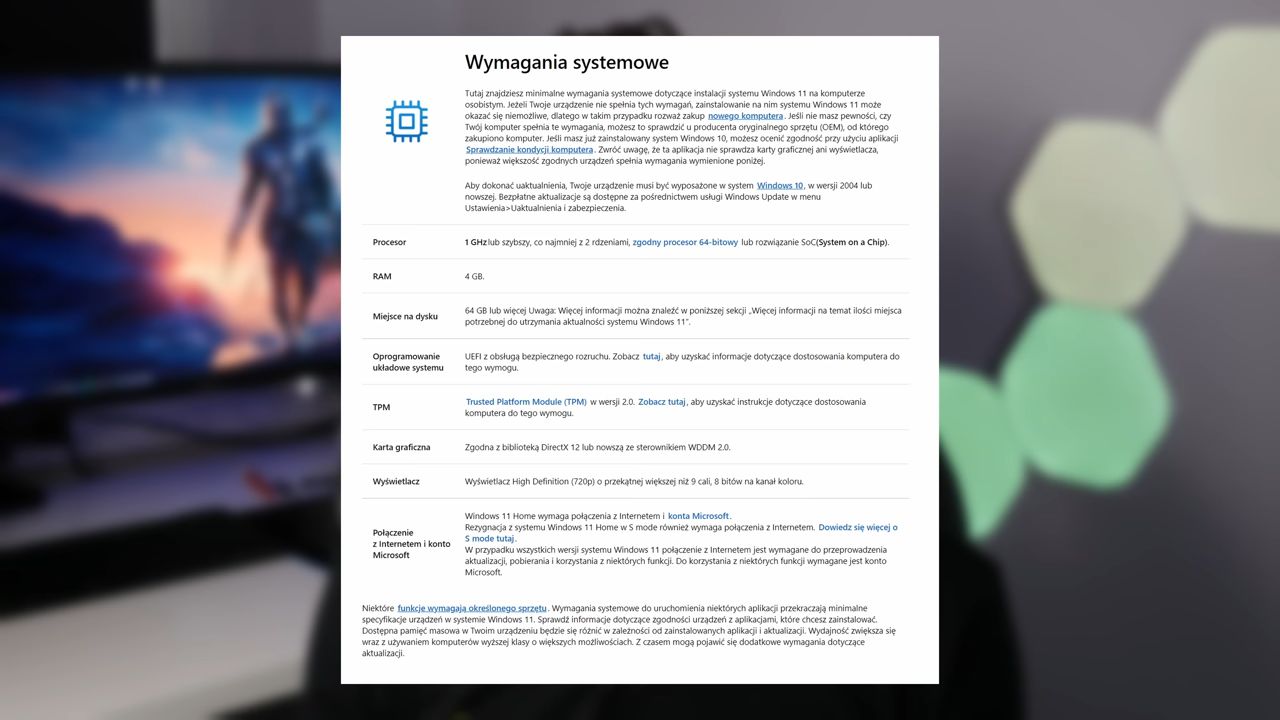 Wymagania systemowe
Tutaj znajdziesz minimalne wymagania systemowe dotyczące instalacji systemu Windows 11 na komputerze
osobistym. Jeżeli Twoje urządzenie nie spełnia tych wymagań, zainstalowanie na nim systemu Windows 11 może
okazać się niemożliwe, dlatego w takim przypadku rozważ zakup nowego komputera. Jeśli nie masz pewności, czy
Twój komputer spełnia te wymagania, możesz to sprawdzić u producenta oryginalnego sprzętu (OEM), od którego
zakupiono komputer. Jeśli masz już zainstalowany system Windows 10, możesz ocenić zgodność przy użyciu aplikacji
Sprawdzanie kondycji komputera. Zwróć uwagę, że ta aplikacja nie sprawdza karty graficznej ani wyświetlacza,
ponieważ większość zgodnych urządzeń spełnia wymagania wymienione poniżej.
Aby dokonać uaktualnienia, Twoje urządzenie musi być wyposażone w system Windows 10, w wersji 2004 lub
nowszej. Bezpłatne aktualizacje są dostępne za pośrednictwem usługi Windows Update w menu
Ustawienia>Uaktualnienia i zabezpieczenia.
Procesor
1 GHz lub szybszy, co najmniej z 2 rdzeniami, zgodny procesor 64-bitowy lub rozwiązanie SoC(System on a Chip).
RAM
4 GB.
Miejsce na dysku
64 GB lub więcej Uwaga: Więcej informacji można znaleźć w poniższej sekcji „Więcej informacji na temat ilości miejsca
potrzebnej do utrzymania aktualności systemu Windows 11”.
Oprogramowanie
układowe systemu
UEFI z obsługą bezpiecznego rozruchu. Zobacz tutaj, aby uzyskać informacje dotyczące dostosowania komputera do
tego wymogu.
TPM
Trusted Platform Module (TPM) w wersji 2.0. Zobacz tutaj, aby uzyskać instrukcje dotyczące dostosowania
komputera do tego wymogu.
Karta graficzna
Zgodna z biblioteką DirectX 12 lub nowszą ze sterownikiem WDDM 2.0.
Wyświetlacz
Wyświetlacz High Definition (720p) o przekątnej większej niż 9 cali, 8 bitów na kanał koloru.
Połączenie
z Internetem i konto
Microsoft
Windows 11 Home wymaga połączenia z Internetem i konta Microsoft.
Rezygnacja z systemu Windows 11 Home w S mode również wymaga połączenia z Internetem. Dowiedz się więcej o
S mode tutaj.
W przypadku wszystkich wersji systemu Windows 11 połączenie z Internetem jest wymagane do przeprowadzenia
aktualizacji, pobierania i korzystania z niektórych funkcji. Do korzystania z niektórych funkcji wymagane jest konto
Microsoft.
Niektóre funkcje wymagają określonego sprzętu. Wymagania systemowe do uruchomienia niektórych aplikacji przekraczają minimalne
specyfikacje urządzeń w systemie Windows 11. Sprawdź informacje dotyczące zgodności urządzeń z aplikacjami, które chcesz zainstalować.
Dostępna pamięć masowa w Twoim urządzeniu będzie się różnić w zależności od zainstalowanych aplikacji i aktualizacji. Wydajność zwiększa się
wraz z używaniem komputerów wyższej klasy o większych możliwościach. Z czasem mogą pojawić się dodatkowe wymagania dotyczące
aktualizacji.